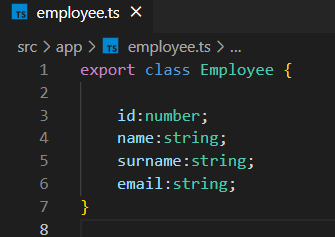 TS employee.ts ×
src > app > TS employee.ts > ...
1 export class Employee {
2
3 id:number;
4 name:string;
5 surname:string;
6 email:string;
7 }
8